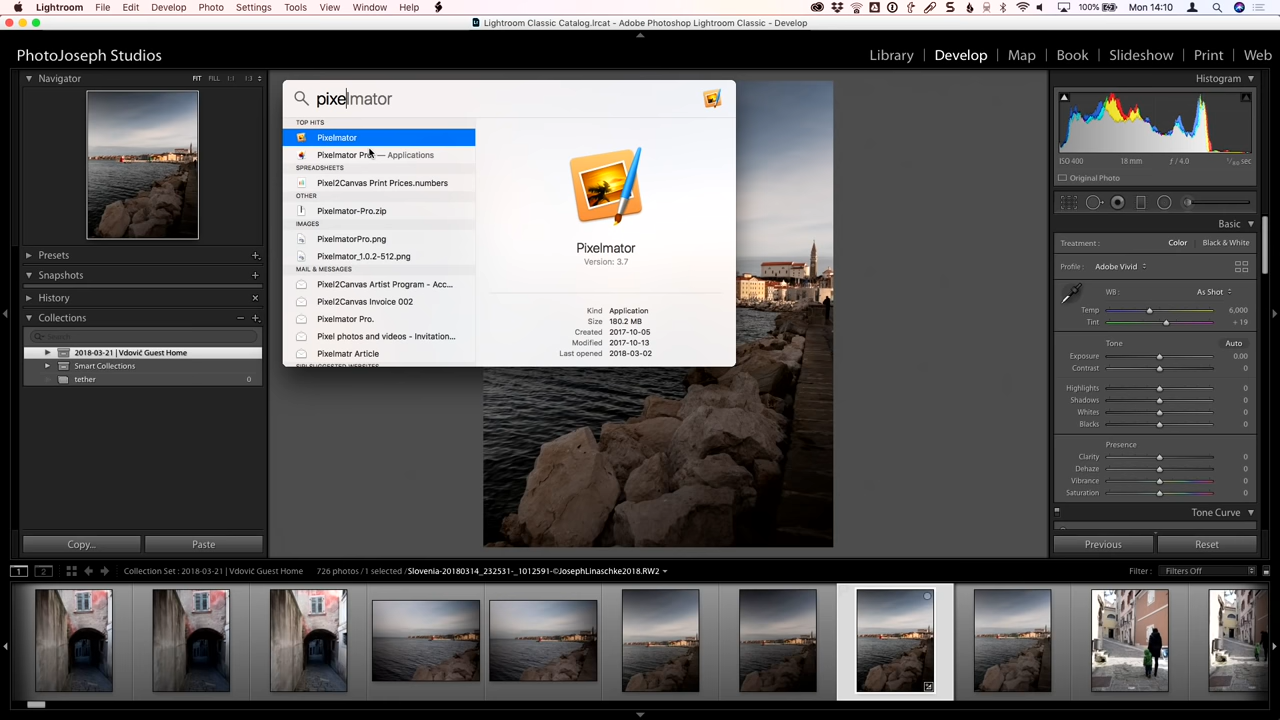 Lightroom File Edit Develop Photo Settings Tools View Window Help 100% Mon 14:10
Lightroom Classic Catalog.lrcat - Adobe Photoshop Lightroom Classic - Develop
PhotoJoseph Studios Library Develop Map Book Slideshow Print Web
Navigator FIT FILL 1:1 3:1
Presets
Snapshots
History
Collections
2018-03-21 | Vdović Guest Home
Smart Collections
tether 0
Copy... Paste
pixelmator
TOP HITS
Pixelmator
Pixelmator Pro — Applications
SPREADSHEETS
Pixel2Canvas Print Prices.numbers
OTHER
Pixelmator-Pro.zip
IMAGES
PixelmatorPro.png
Pixelmator_1.0.2-512.png
MAIL & MESSAGES
Pixel2Canvas Artist Program - Acc...
Pixel2Canvas Invoice 002
Pixelmator Pro.
Pixel photos and videos - Invitation...
Pixelmatr Article
SIRI SUGGESTED WEBSITES
Pixelmator
Version: 3.7
Kind Application
Size 180.2 MB
Created 2017-10-05
Modified 2017-10-13
Last opened 2018-03-02
Histogram
ISO 400 18 mm ƒ / 4.0
Original Photo
Basic
Treatment: Color Black & White
Profile: Adobe Vivid
WB: As Shot
Temp 6,000
Tint + 19
Tone Auto
Exposure 0.00
Contrast 0
Highlights 0
Shadows 0
Whites 0
Blacks 0
Presence
Clarity 0
Dehaze 0
Vibrance 0
Saturation 0
Tone Curve
Previous Reset
1 2 Collection Set : 2018-03-21 | Vdović Guest Home 726 photos / 1 selected / Slovenia-20180314_232531-_1012591-©JosephLinaschke2018.RW2 Filter : Filters Off